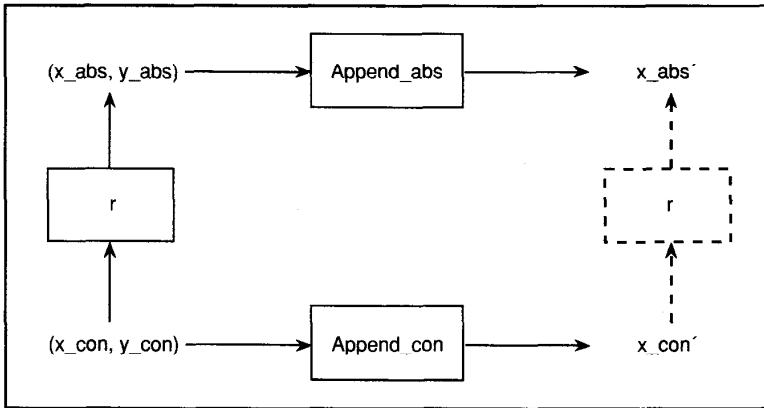 (x_abs, y_abs) Append_abs x_abs´
r r
(x_con, y_con) Append_con x_con´